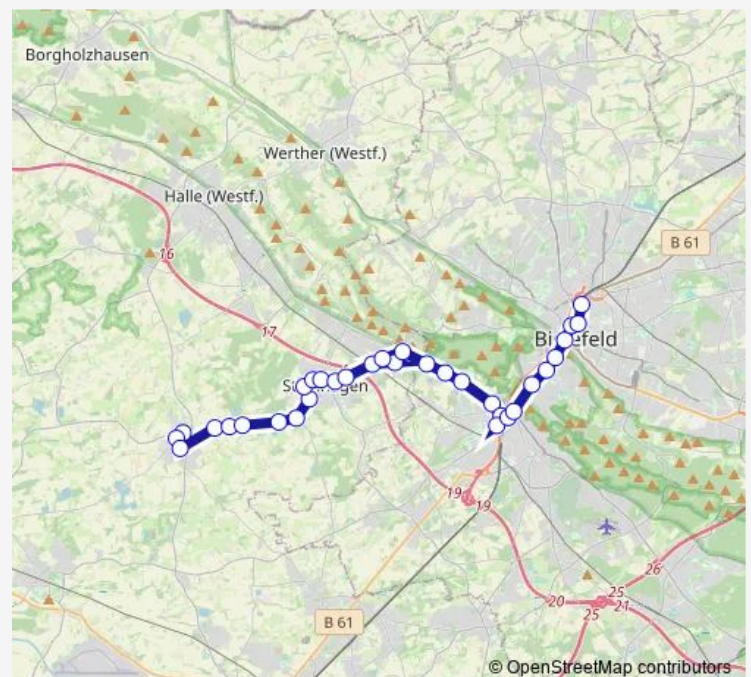 Borgholzhausen
Werther (Westf.)
Halle (Westf.)
B 61
16
17
19
19
20
26
25
25
21
B 61
© OpenStreetMap contributors